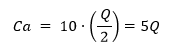 Ca = 10 · (Q/2) = 5Q